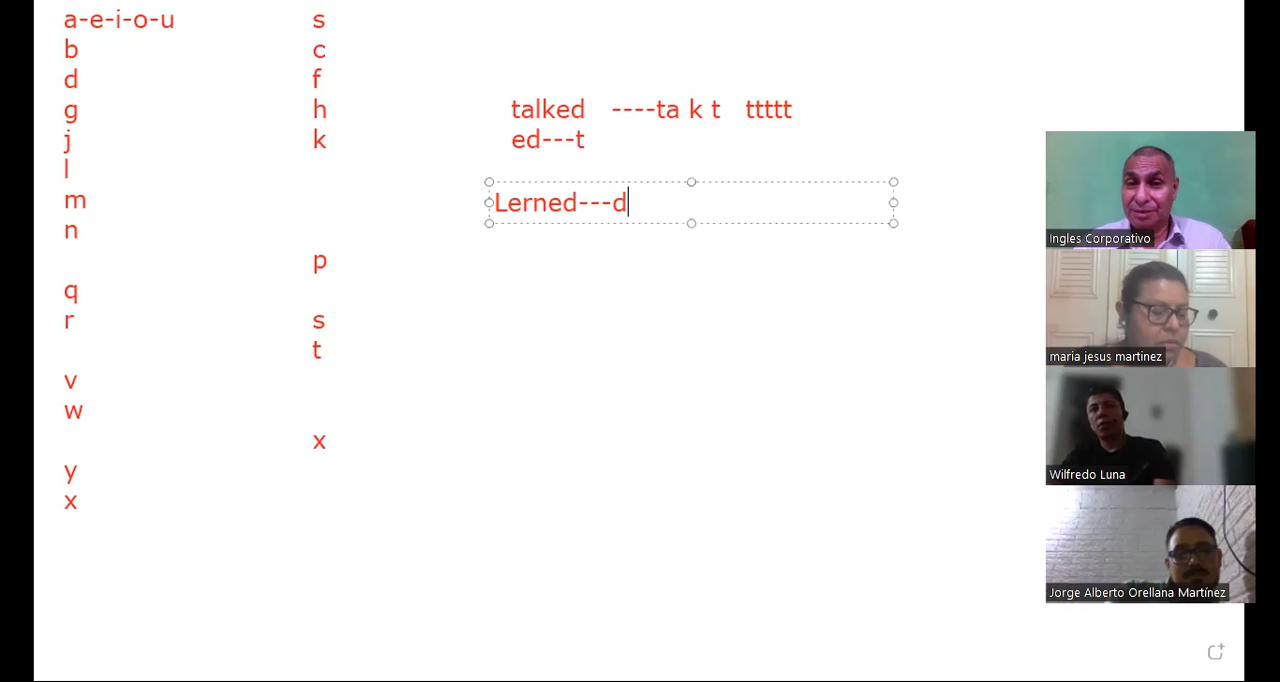 a-e-i-o-u s
b c
d f
g h talked ----ta k t ttttt
j k ed---t
l
m Lerned---d
n
p
q
r s
t
v
w
x
y
x
Ingles Corporativo
maria jesus martinez
Wilfredo Luna
Jorge Alberto Orellana Martínez